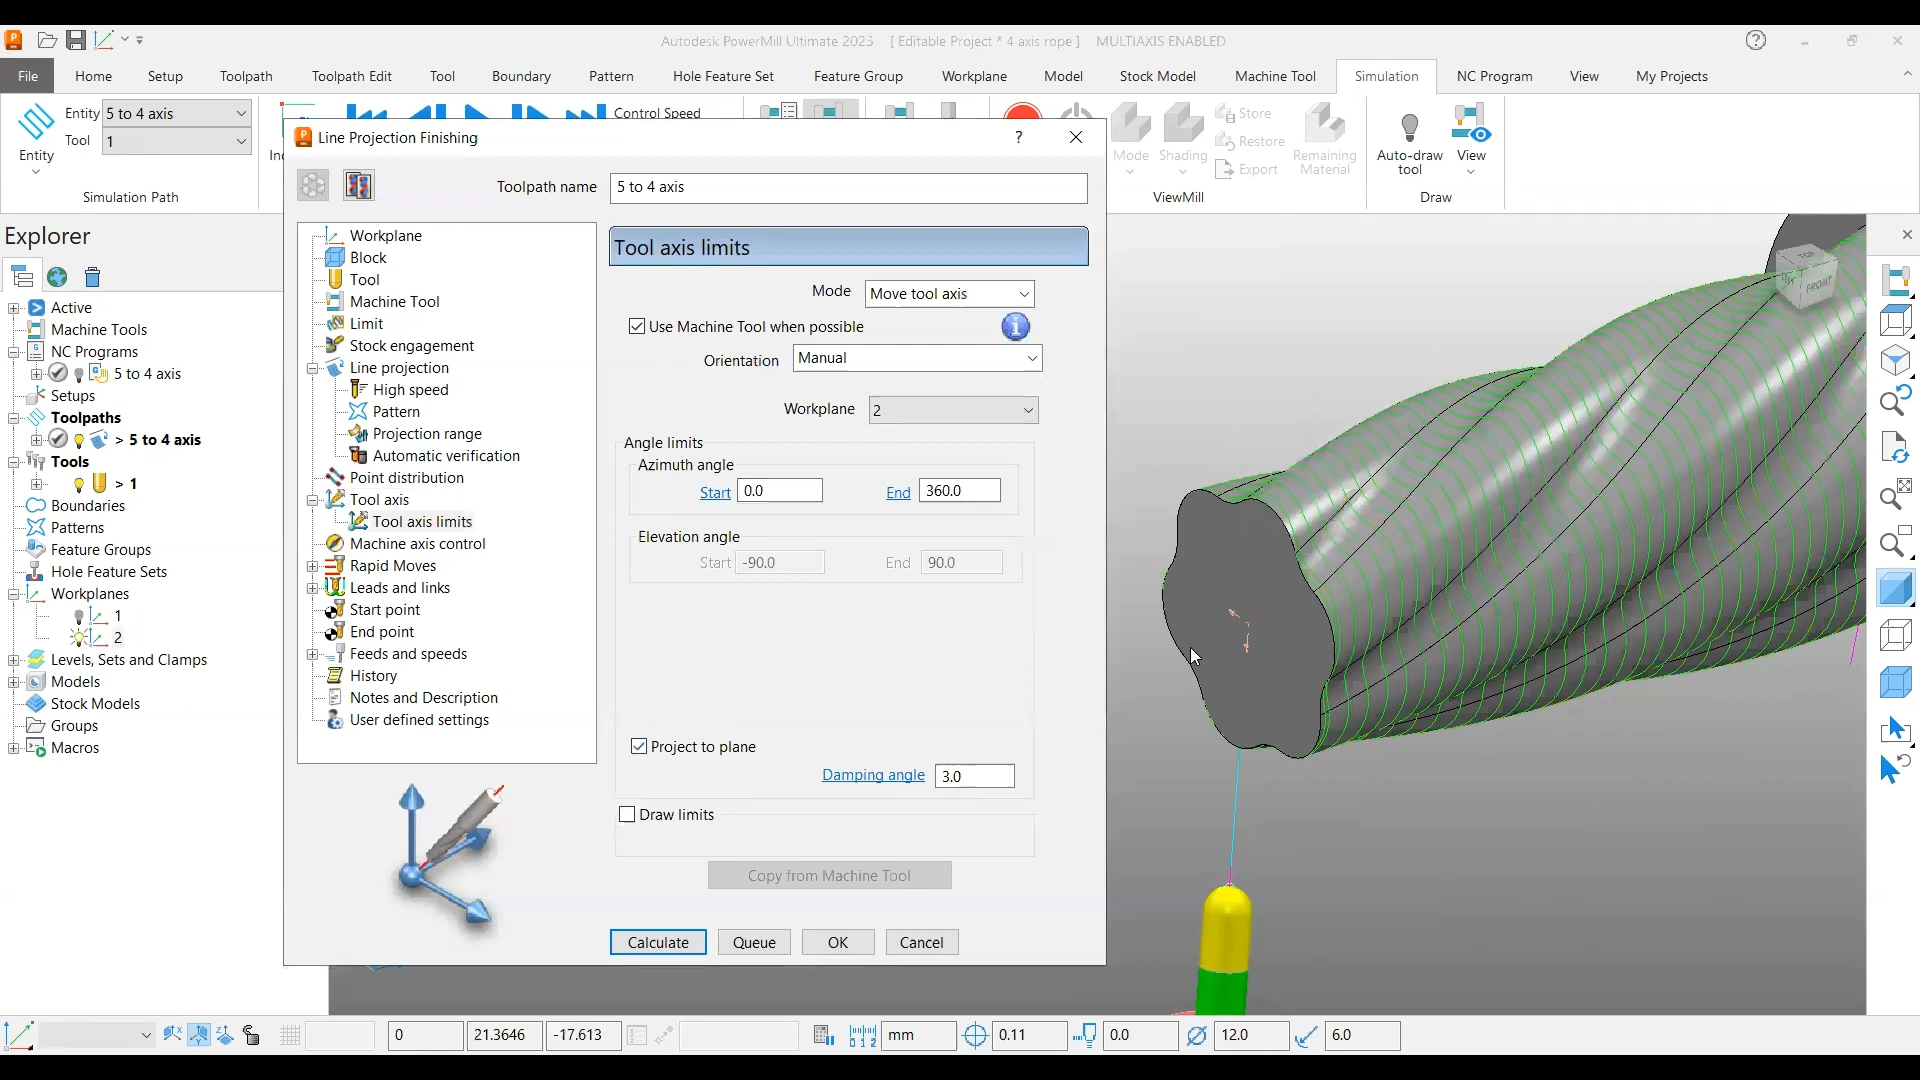 Autodesk PowerMill Ultimate 2023 [ Editable Project * 4 axis rope ] MULTIAXIS ENABLED
File Home Setup Toolpath Toolpath Edit Tool Boundary Pattern Hole Feature Set Feature Group Workplane Model Stock Model Machine Tool Simulation NC Program View My Projects
Entity 5 to 4 axis
Tool 1
Entity
Simulation Path
Control Speed
Mode
Shading
Store
Restore
Export
Remaining Material
ViewMill
Auto-draw tool
View
Draw
Explorer
Active
Machine Tools
NC Programs
5 to 4 axis
Setups
Toolpaths
> 5 to 4 axis
Tools
> 1
Boundaries
Patterns
Feature Groups
Hole Feature Sets
Workplanes
1
2
Levels, Sets and Clamps
Models
Stock Models
Groups
Macros
Line Projection Finishing
?
Toolpath name 5 to 4 axis
Workplane
Block
Tool
Machine Tool
Limit
Stock engagement
Line projection
High speed
Pattern
Projection range
Automatic verification
Point distribution
Tool axis
Tool axis limits
Machine axis control
Rapid Moves
Leads and links
Start point
End point
Feeds and speeds
History
Notes and Description
User defined settings
Tool axis limits
Mode Move tool axis
Use Machine Tool when possible
Orientation Manual
Workplane 2
Angle limits
Azimuth angle
Start 0.0 End 360.0
Elevation angle
Start -90.0 End 90.0
Project to plane
Damping angle 3.0
Draw limits
Copy from Machine Tool
Calculate Queue OK Cancel
TOP
FRONT
0 21.3646 -17.613 mm 0.11 0.0 12.0 6.0